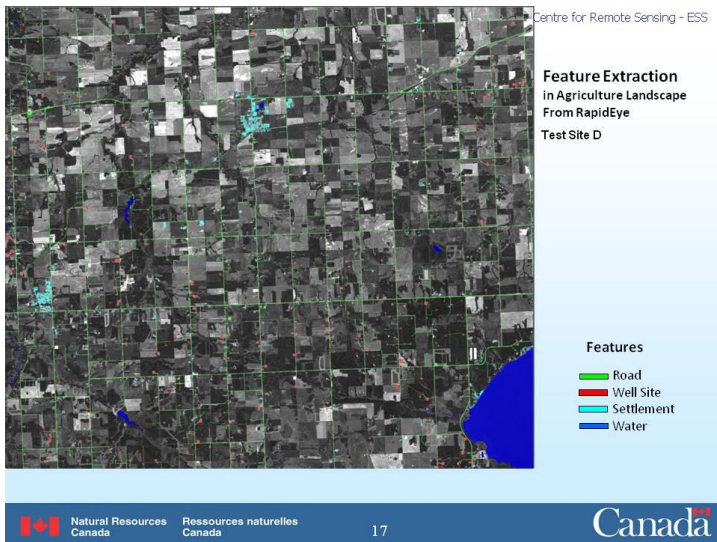 Centre for Remote Sensing - ESS
Feature Extraction
in Agriculture Landscape
From RapidEye
Test Site D
Features
Road
Well Site
Settlement
Water
Natural Resources Canada
Ressources naturelles Canada
17
Canada